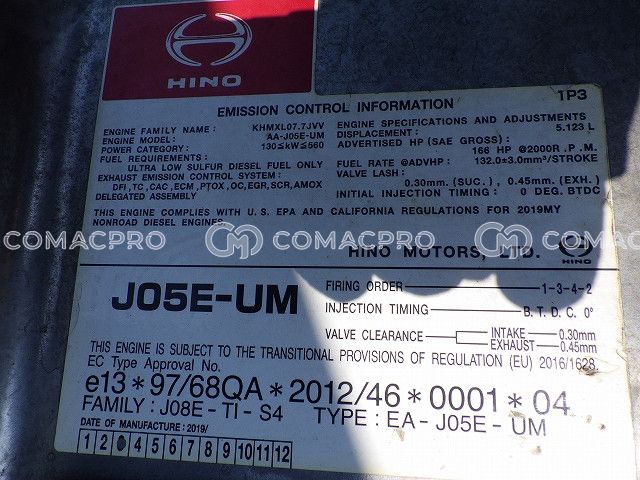 HINO
1P3
EMISSION CONTROL INFORMATION
ENGINE FAMILY NAME : KHMXL07.7JVV
ENGINE MODEL: AA-J05E-UM
POWER CATEGORY: 130≤kW≤560
FUEL REQUIREMENTS :
ULTRA LOW SULFUR DIESEL FUEL ONLY
EXHAUST EMISSION CONTROL SYSTEM :
DFI, TC, CAC, ECM, PTOX, OC, EGR, SCR, AMOX
DELEGATED ASSEMBLY
ENGINE SPECIFICATIONS AND ADJUSTMENTS
DISPLACEMENT: 5.123 L
ADVERTISED HP (SAE GROSS):
166 HP @2000R.P.M.
FUEL RATE @ADVHP : 132.0±3.0mm³/STROKE
VALVE LASH :
0.30mm (SUC.), 0.45mm (EXH.)
INITIAL INJECTION TIMING : 0 DEG. BTDC
THIS ENGINE COMPLIES WITH U.S. EPA AND CALIFORNIA REGULATIONS FOR 2019MY
NONROAD DIESEL ENGINES.
COMACPRO COMACPRO COMACPRO
HINO MOTORS, LTD. HINO
J05E-UM
FIRING ORDER 1-3-4-2
INJECTION TIMING B.T.D.C. 0°
VALVE CLEARANCE INTAKE 0.30mm
EXHAUST 0.45mm
THIS ENGINE IS SUBJECT TO THE TRANSITIONAL PROVISIONS OF REGULATION (EU) 2016/1628.
EC Type Approval No.
e13*97/68QA*2012/46*0001*04
FAMILY : J08E-TI-S4 TYPE : EA-J05E-UM
DATE OF MANUFACTURE : 2019/
1 2 4 5 6 7 8 9 10 11 12